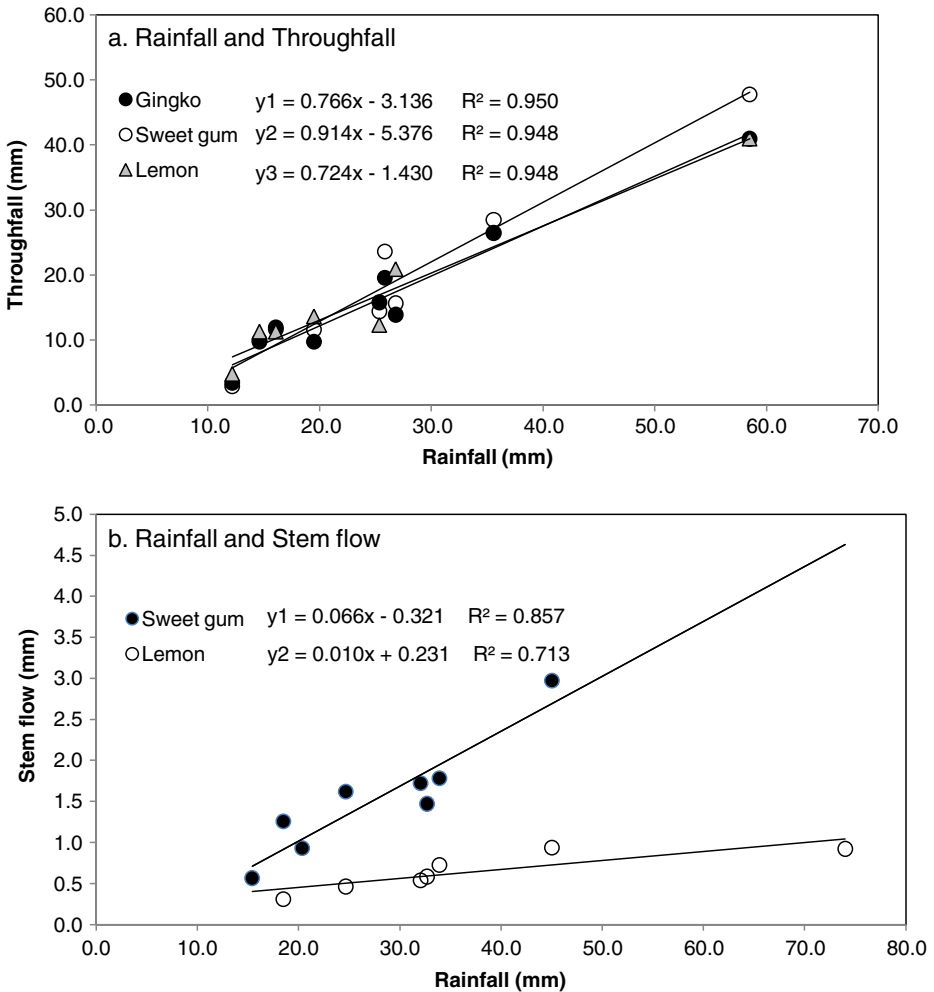 a. Rainfall and Throughfall
Gingko y1 = 0.766x - 3.136 R² = 0.950
Sweet gum y2 = 0.914x - 5.376 R² = 0.948
Lemon y3 = 0.724x - 1.430 R² = 0.948
Throughfall (mm)
60.0
50.0
40.0
30.0
20.0
10.0
0.0
0.0 10.0 20.0 30.0 40.0 50.0 60.0 70.0
Rainfall (mm)
b. Rainfall and Stem flow
Sweet gum y1 = 0.066x - 0.321 R² = 0.857
Lemon y2 = 0.010x + 0.231 R² = 0.713
Stem flow (mm)
5.0
4.5
4.0
3.5
3.0
2.5
2.0
1.5
1.0
0.5
0.0
0.0 10.0 20.0 30.0 40.0 50.0 60.0 70.0 80.0
Rainfall (mm)